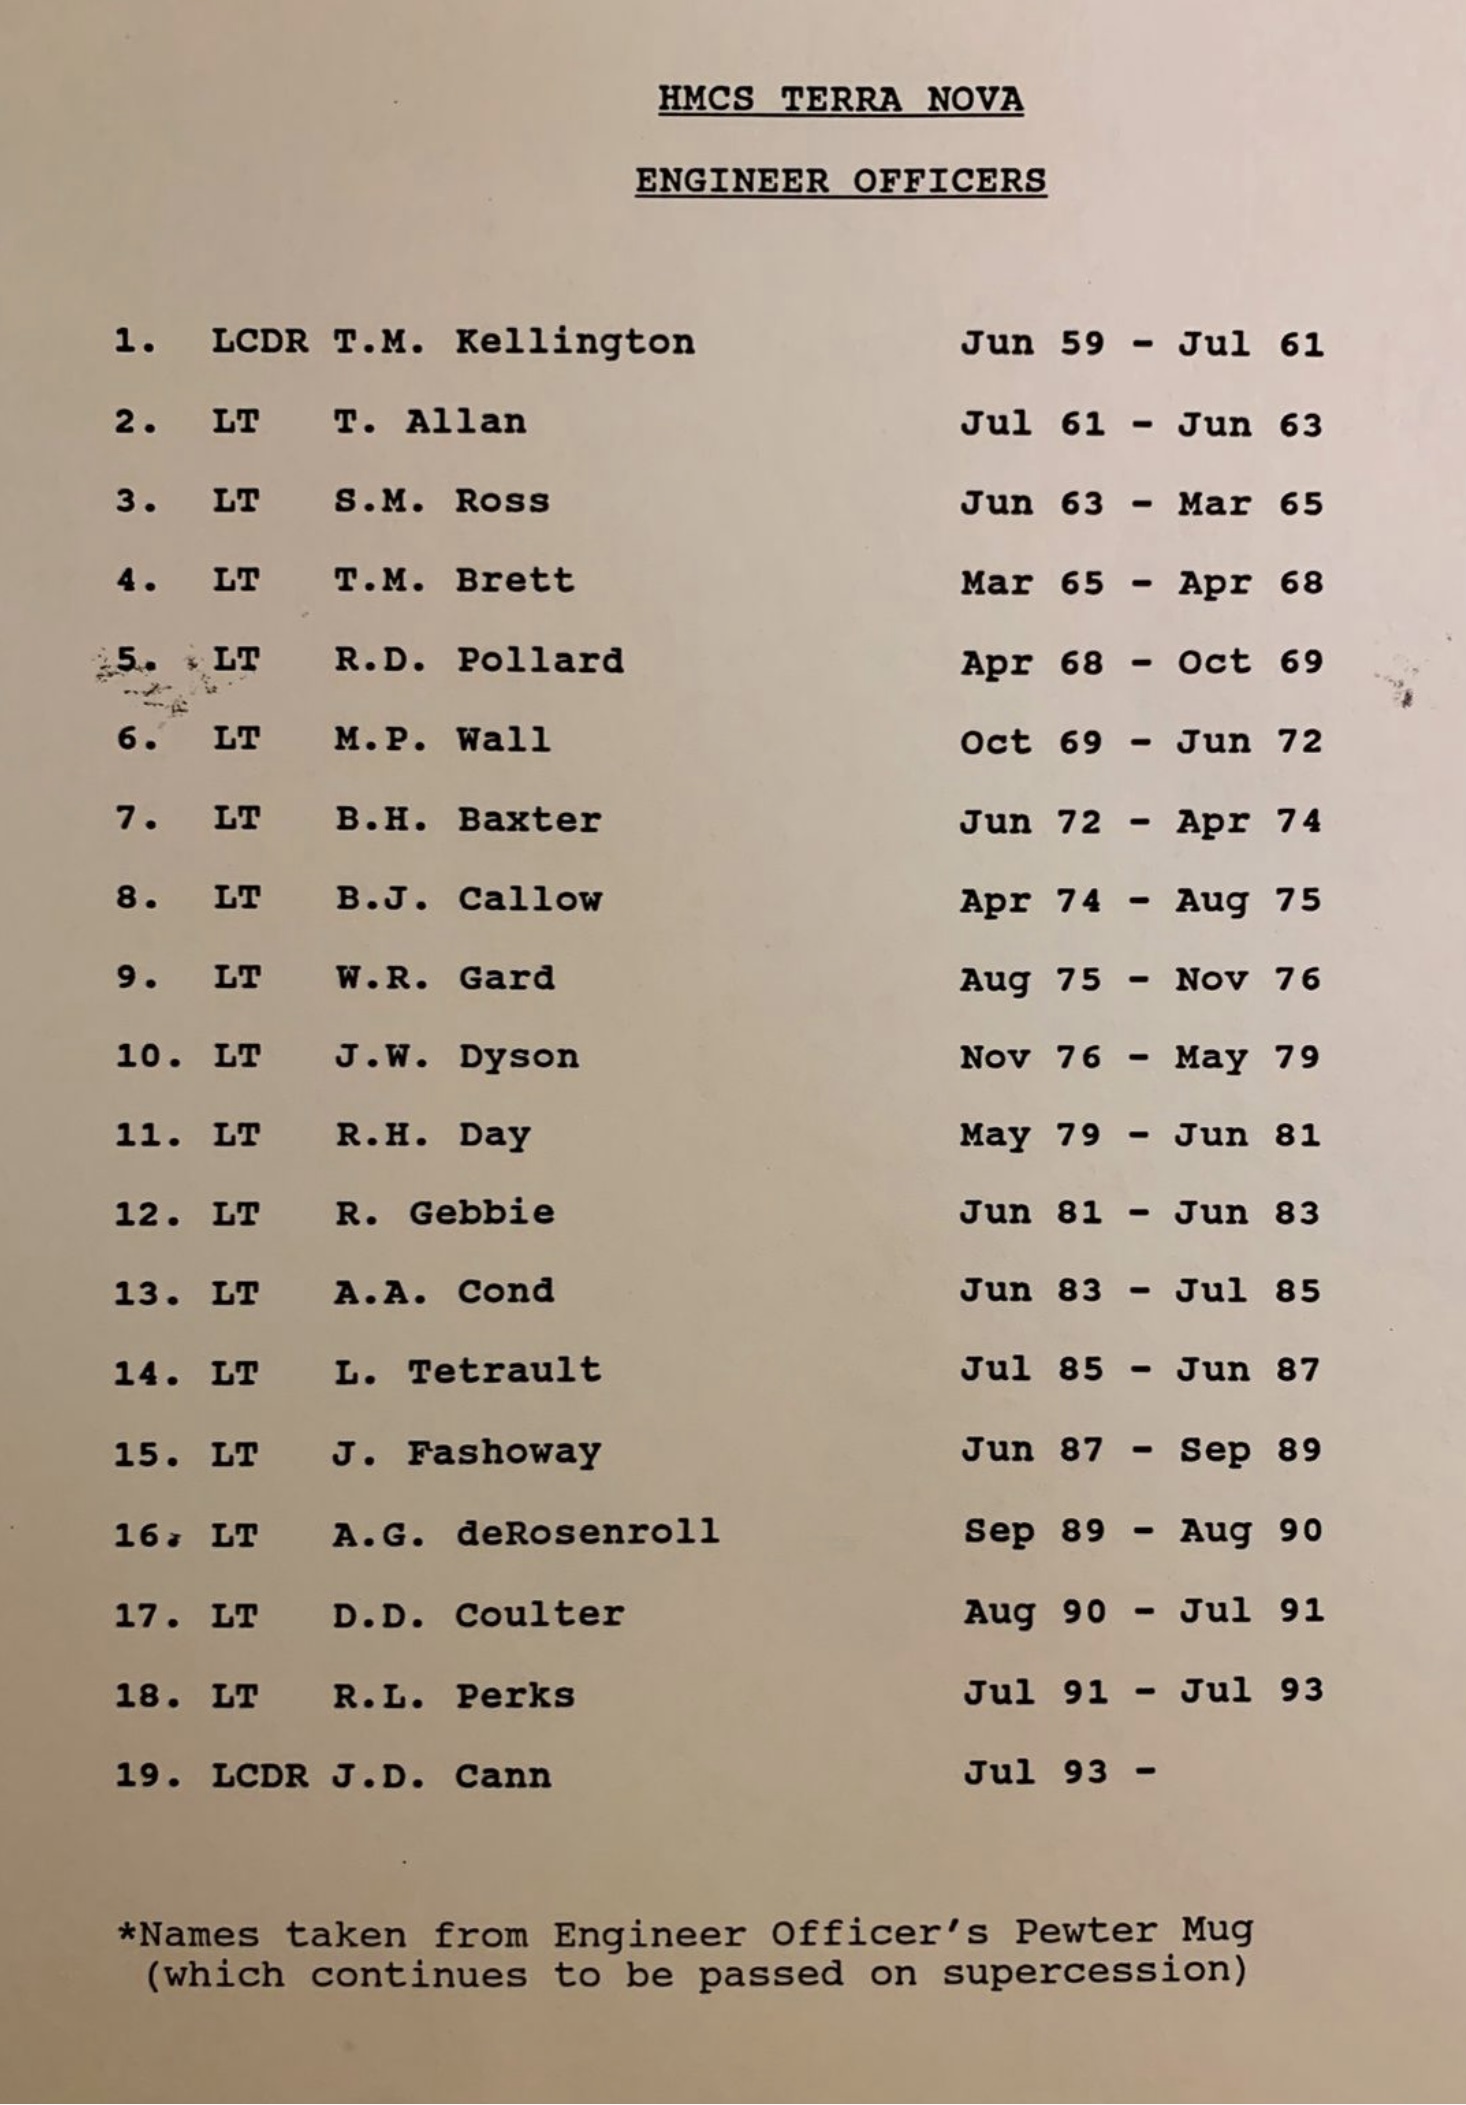 HMCS TERRA NOVA
ENGINEER OFFICERS
1. LCDR T.M. Kellington Jun 59 - Jul 61
2. LT T. Allan Jul 61 - Jun 63
3. LT S.M. Ross Jun 63 - Mar 65
4. LT T.M. Brett Mar 65 - Apr 68
5. LT R.D. Pollard Apr 68 - Oct 69
6. LT M.P. Wall Oct 69 - Jun 72
7. LT B.H. Baxter Jun 72 - Apr 74
8. LT B.J. Callow Apr 74 - Aug 75
9. LT W.R. Gard Aug 75 - Nov 76
10. LT J.W. Dyson Nov 76 - May 79
11. LT R.H. Day May 79 - Jun 81
12. LT R. Gebbie Jun 81 - Jun 83
13. LT A.A. Cond Jun 83 - Jul 85
14. LT L. Tetrault Jul 85 - Jun 87
15. LT J. Fashoway Jun 87 - Sep 89
16. LT A.G. deRosenroll Sep 89 - Aug 90
17. LT D.D. Coulter Aug 90 - Jul 91
18. LT R.L. Perks Jul 91 - Jul 93
19. LCDR J.D. Cann Jul 93 -
*Names taken from Engineer Officer's Pewter Mug
(which continues to be passed on supercession)